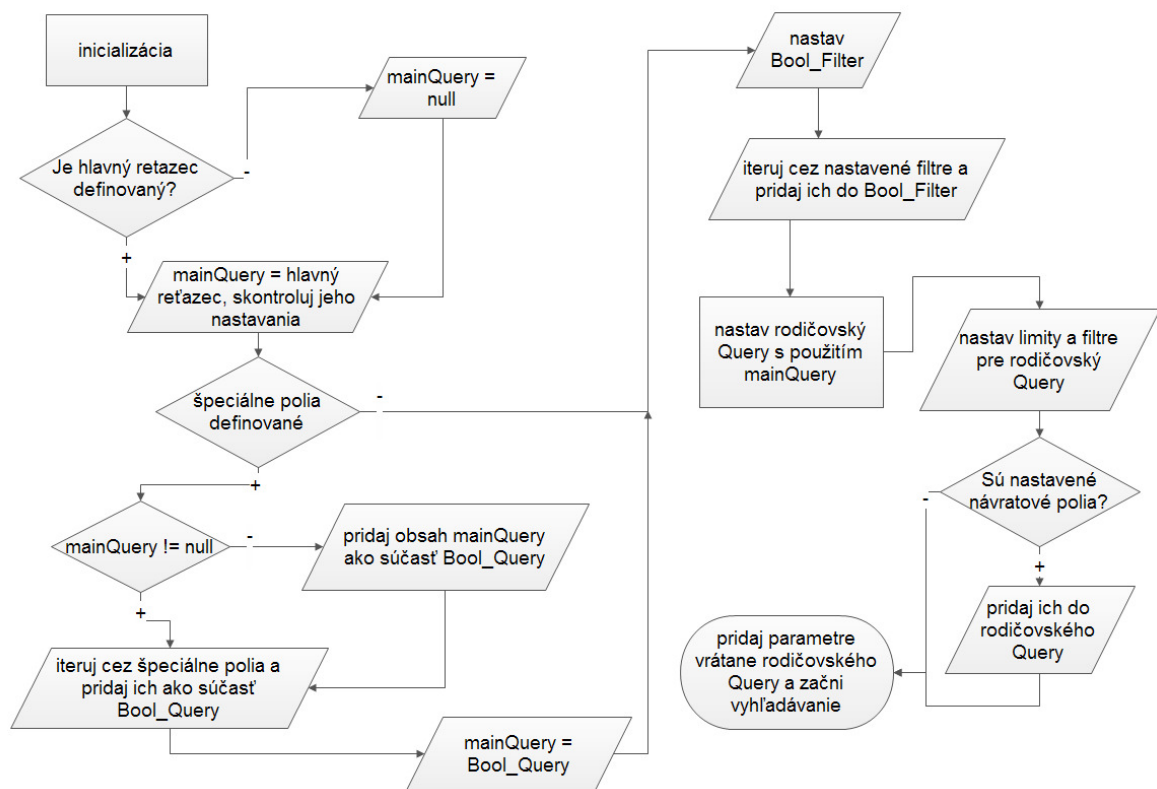 inicializácia
mainQuery =
null
Je hlavný retazec
definovaný?
-
+
mainQuery = hlavný
reťazec, skontroluj jeho
nastavania
špeciálne polia
definované
-
+
mainQuery != null
-
pridaj obsah mainQuery
ako súčasť Bool_Query
+
iteruj cez špeciálne polia a
pridaj ich ako súčasť
Bool_Query
mainQuery =
Bool_Query
nastav
Bool_Filter
iteruj cez nastavené filtre a
pridaj ich do Bool_Filter
nastav rodičovský
Query s použitím
mainQuery
nastav limity a filtre
pre rodičovský
Query
Sú nastavené
návratové polia?
-
+
pridaj ich do
rodičovského
Query
pridaj parametre
vrátane rodičovského
Query a začni
vyhľadávanie